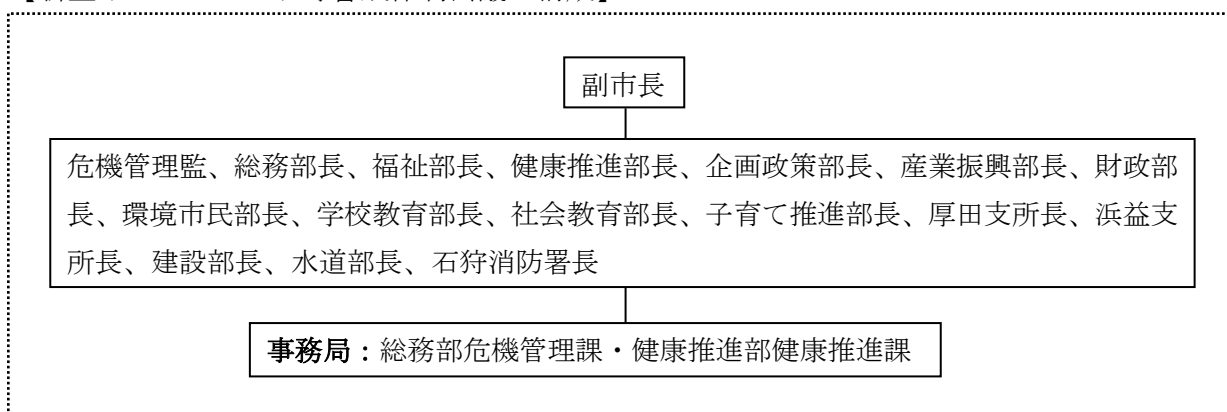 副市長
危機管理監、総務部長、福祉部長、健康推進部長、企画政策部長、産業振興部長、財政部
長、環境市民部長、学校教育部長、社会教育部長、子育て推進部長、厚田支所長、浜益支
所長、建設部長、水道部長、石狩消防署長
事務局：総務部危機管理課・健康推進部健康推進課